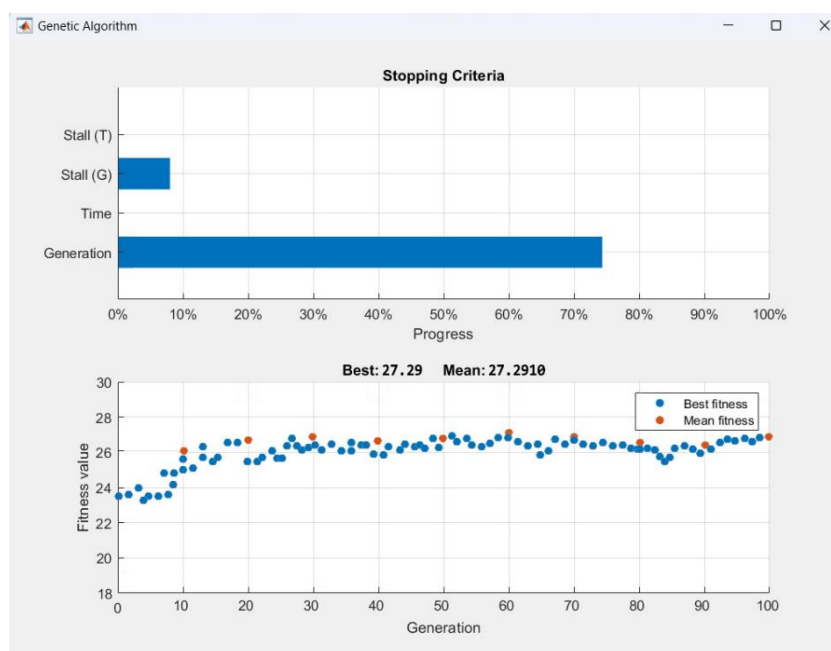 Genetic Algorithm
Stopping Criteria
Stall (T)
Stall (G)
Time
Generation
0% 10% 20% 30% 40% 50% 60% 70% 80% 90% 100%
Progress
Best: 27.29 Mean: 27.2910
30
28
26
24
22
20
18
Fitness value
Best fitness
Mean fitness
0 10 20 30 40 50 60 70 80 90 100
Generation